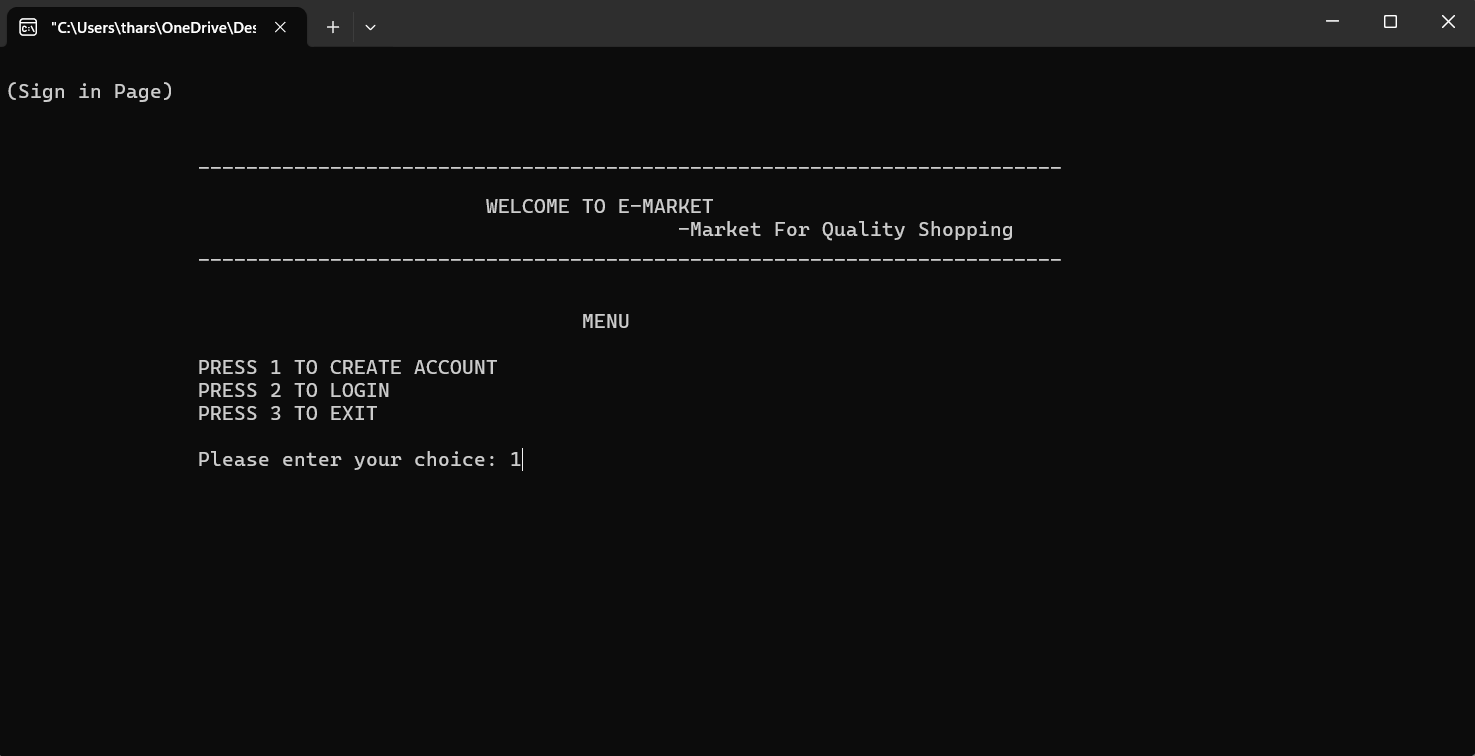 "C:\Users\thars\OneDrive\Des
(Sign in Page)
------------------------------------------------------------------------
WELCOME TO E-MARKET
-Market For Quality Shopping
------------------------------------------------------------------------
MENU
PRESS 1 TO CREATE ACCOUNT
PRESS 2 TO LOGIN
PRESS 3 TO EXIT
Please enter your choice: 1